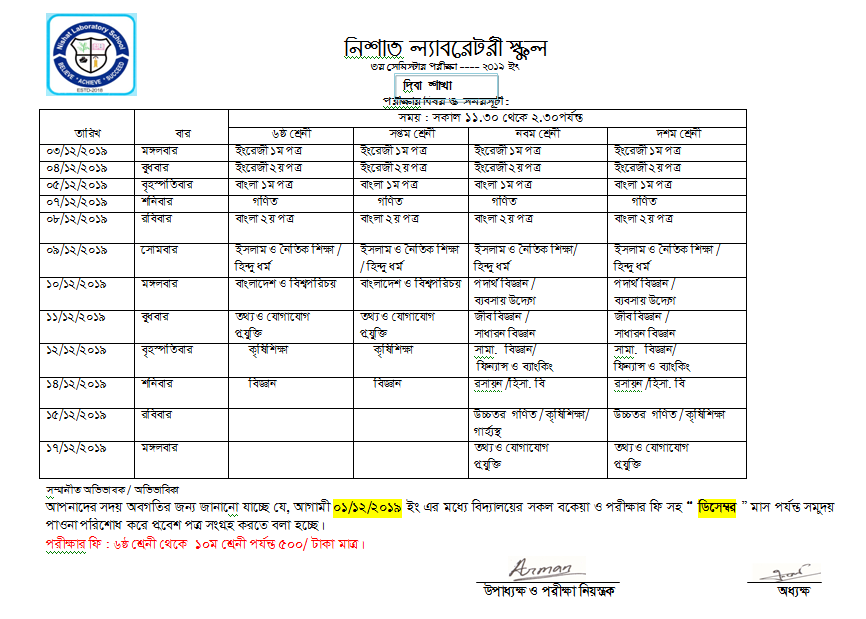 Nishat Laboratory School
BELIEVE * ACHIEVE * SUCCEED
ESTD-2018
নিশাত ল্যাবরেটরী স্কুল
৩য় সেমিস্টার পরীক্ষা ---- ২০১৯ ইং
দিবা শাখা
পরীক্ষার বিষয় ও সময়সূচী:
তারিখ বার সময় : সকাল ১১.৩০ থেকে ২.৩০পর্যন্ত
৬ষ্ঠ শ্রেনী সপ্তম শ্রেণী নবম শ্রেণী দশম শ্রেণী
০৩/১২/২০১৯ মঙ্গলবার ইংরেজী ১ম পত্র ইংরেজী ১ম পত্র ইংরেজী ১ম পত্র ইংরেজী ১ম পত্র
০৪/১২/২০১৯ বুধবার ইংরেজী ২য় পত্র ইংরেজী ২য় পত্র ইংরেজী ২য় পত্র ইংরেজী ২য় পত্র
০৫/১২/২০১৯ বৃহস্পতিবার বাংলা ১ম পত্র বাংলা ১ম পত্র বাংলা ১ম পত্র বাংলা ১ম পত্র
০৭/১২/২০১৯ শনিবার গণিত গণিত গণিত গণিত
০৮/১২/২০১৯ রবিবার বাংলা ২য় পত্র বাংলা ২য় পত্র বাংলা ২য় পত্র বাংলা ২য় পত্র
০৯/১২/২০১৯ সোমবার ইসলাম ও নৈতিক শিক্ষা / ইসলাম ও নৈতিক শিক্ষা ইসলাম ও নৈতিক শিক্ষা/ ইসলাম ও নৈতিক শিক্ষা /
হিন্দু ধর্ম / হিন্দু ধর্ম হিন্দু ধর্ম হিন্দু ধর্ম
১০/১২/২০১৯ মঙ্গলবার বাংলাদেশ ও বিশ্বপরিচয় বাংলাদেশ ও বিশ্বপরিচয় পদার্থ বিজ্ঞান / পদার্থ বিজ্ঞান /
ব্যবসায় উদ্যেগ ব্যবসায় উদ্যেগ
১১/১২/২০১৯ বুধবার তথ্য ও যোগাযোগ তথ্য ও যোগাযোগ জীব বিজ্ঞান / জীব বিজ্ঞান /
প্রযুক্তি প্রযুক্তি সাধারন বিজ্ঞান সাধারন বিজ্ঞান
১২/১২/২০১৯ বৃহস্পতিবার কৃষিশিক্ষা কৃষিশিক্ষা সামা. বিজ্ঞান/ সামা. বিজ্ঞান/
ফিন্যান্স ও ব্যাংকিং ফিন্যান্স ও ব্যাংকিং
১৪/১২/২০১৯ শনিবার বিজ্ঞান বিজ্ঞান রসায়ন /হিসা. বি রসায়ন /হিসা. বি
১৫/১২/২০১৯ রবিবার উচ্চতর গণিত / কৃষিশিক্ষা/ উচ্চতর গণিত / কৃষিশিক্ষা
গার্হ্যস্থ
১৭/১২/২০১৯ মঙ্গলবার তথ্য ও যোগাযোগ তথ্য ও যোগাযোগ
প্রযুক্তি প্রযুক্তি
সম্মনীত অভিভাবক / অভিভাবিকা
আপনাদের সদয় অবগতির জন্য জানানো যাচ্ছে যে, আগামী ০১/১২/২০১৯ ইং এর মধ্যে বিদ্যালয়ের সকল বকেয়া ও পরীক্ষার ফি সহ “ ডিসেম্বর ” মাস পর্যন্ত সমুদয়
পাওনা পরিশোধ করে প্রবেশ পত্র সংগ্রহ করতে বলা হচ্ছে।
পরীক্ষার ফি : ৬ষ্ঠ শ্রেনী থেকে ১০ম শ্রেণী পর্যন্ত ৫০০/ টাকা মাত্র।
Arman
উপাধ্যক্ষ ও পরীক্ষা নিয়ন্ত্রক অধ্যক্ষ